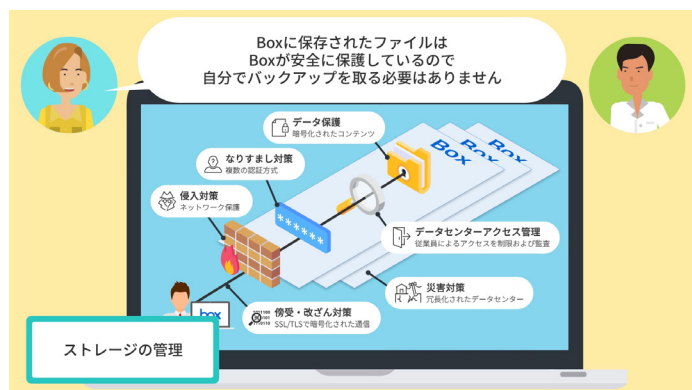 Boxに保存されたファイルは
Boxが安全に保護しているので
自分でバックアップを取る必要はありません
データ保護
暗号化されたコンテンツ
Box
Box
Box
なりすまし対策
複数の認証方式
侵入対策
ネットワーク保護
******
データセンターアクセス管理
従業員によるアクセスを制限および監査
災害対策
冗長化されたデータセンター
box
傍受・改ざん対策
SSL/TLSで暗号化された通信
ストレージの管理